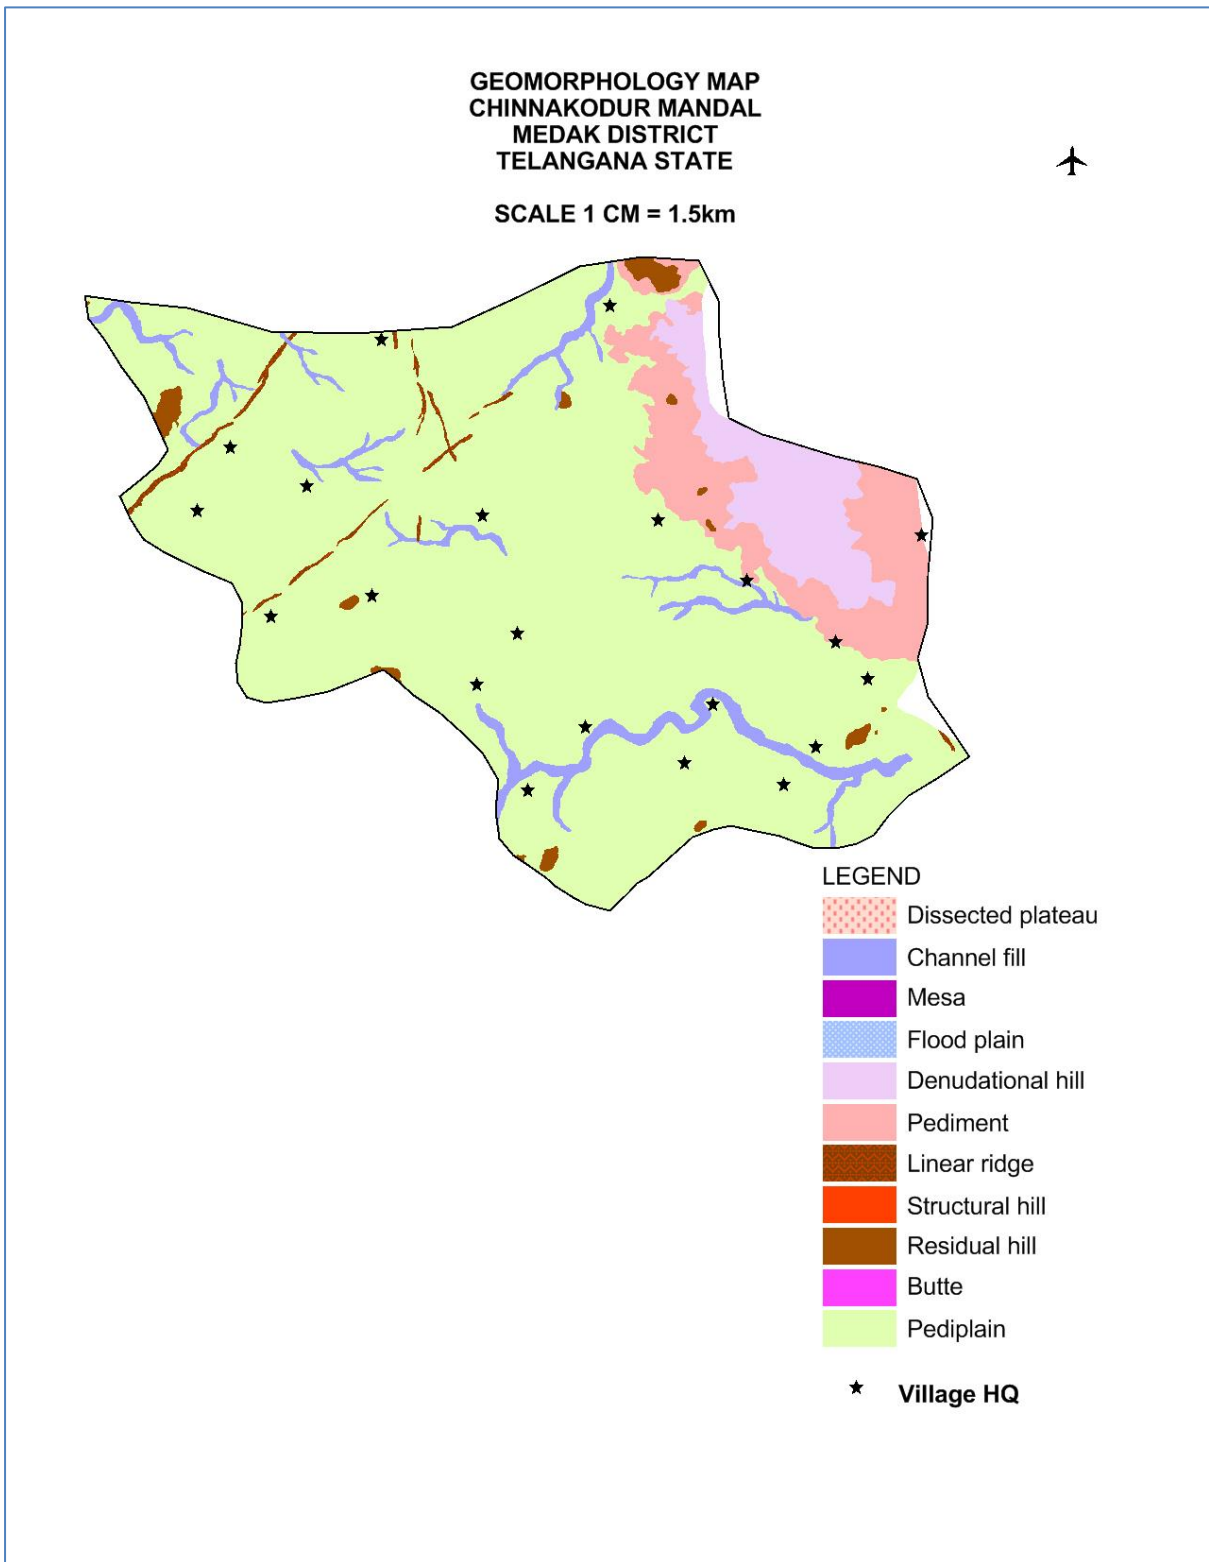 GEOMORPHOLOGY MAP
CHINNAKODUR MANDAL
MEDAK DISTRICT
TELANGANA STATE
SCALE 1 CM = 1.5km
LEGEND
Dissected plateau
Channel fill
Mesa
Flood plain
Denudational hill
Pediment
Linear ridge
Structural hill
Residual hill
Butte
Pediplain
Village HQ